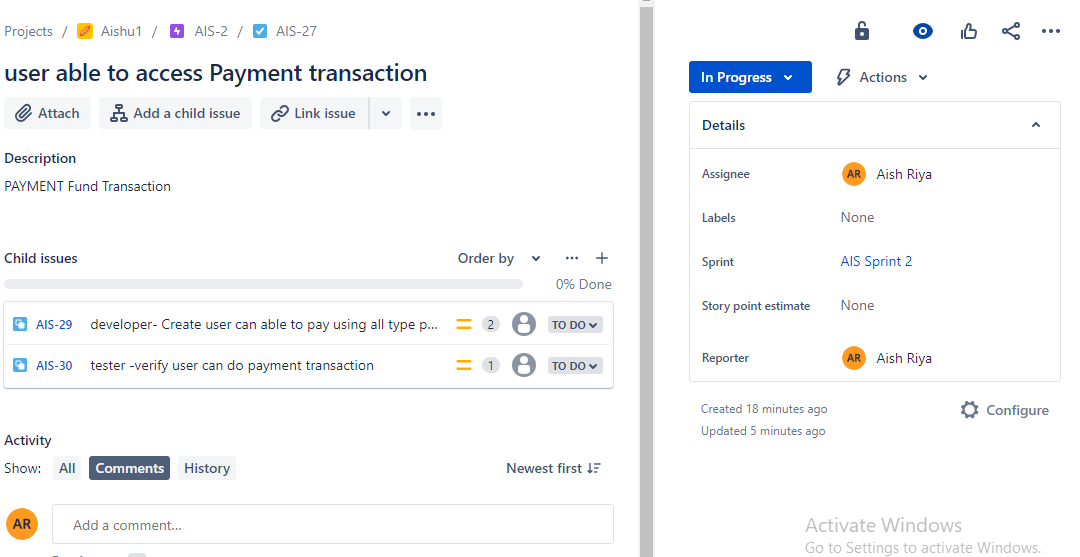 Projects / Aishu1 / AIS-2 / AIS-27
user able to access Payment transaction
Attach Add a child issue Link issue
Description
PAYMENT Fund Transaction
Child issues Order by
0% Done
AIS-29 developer- Create user can able to pay using all type p... 2 TO DO
AIS-30 tester -verify user can do payment transaction 1 TO DO
Activity
Show: All Comments History Newest first
AR Add a comment...
In Progress Actions
Details
Assignee AR Aish Riya
Labels None
Sprint AIS Sprint 2
Story point estimate None
Reporter AR Aish Riya
Created 18 minutes ago Configure
Updated 5 minutes ago
Activate Windows
Go to Settings to activate Windows.